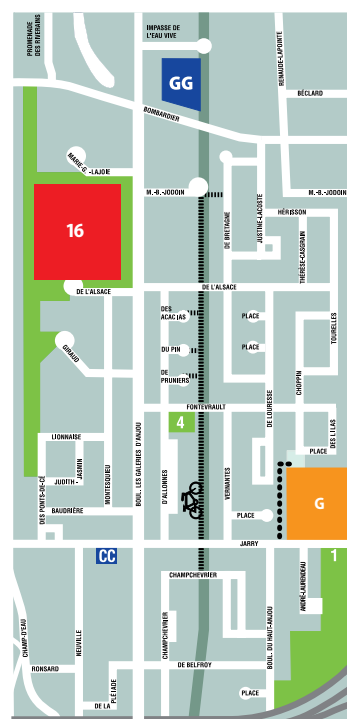 PROMENADE
DES RIVERAINS
IMPASSE DE
L'EAU VIVE
RENAUDE-LAPOINTE
GG
BÉCLARD
BOMBARDIER
MARIE-G.-LAJOIE
M.-B.-JODOIN
M.-B.-JODOIN
16
DE BRETAGNE
JUSTINE-LACOSTE
HÉRISSON
THÉRÈSE-CASGRAIN
DE L'ALSACE
DE L'ALSACE
DES
ACACIAS
PLACE
TOURELLES
GIRAUD
DU PIN
PLACE
DE
PRUNIERS
CHOPPIN
DE LOURESSE
FONTEVRAULT
4
DES LILAS
LIONNAISE
BOUL. LES GALERIES D'ANJOU
PLACE
JUDITH-JASMIN
MONTESQUIEU
D'ALLONNES
VERNANTES
DES PONTS-DE-CÉ
BAUDRIÈRE
PLACE
G
JARRY
CC
1
CHAMPCHEVRIER
ANDRÉ-LAURENDEAU
CHAMP-D'EAU
NEUVILLE
CHAMPCHEVRIER
BOUL. DU HAUT-ANJOU
RONSARD
DE BELFROY
DE LA
PLEIADE
PLACE